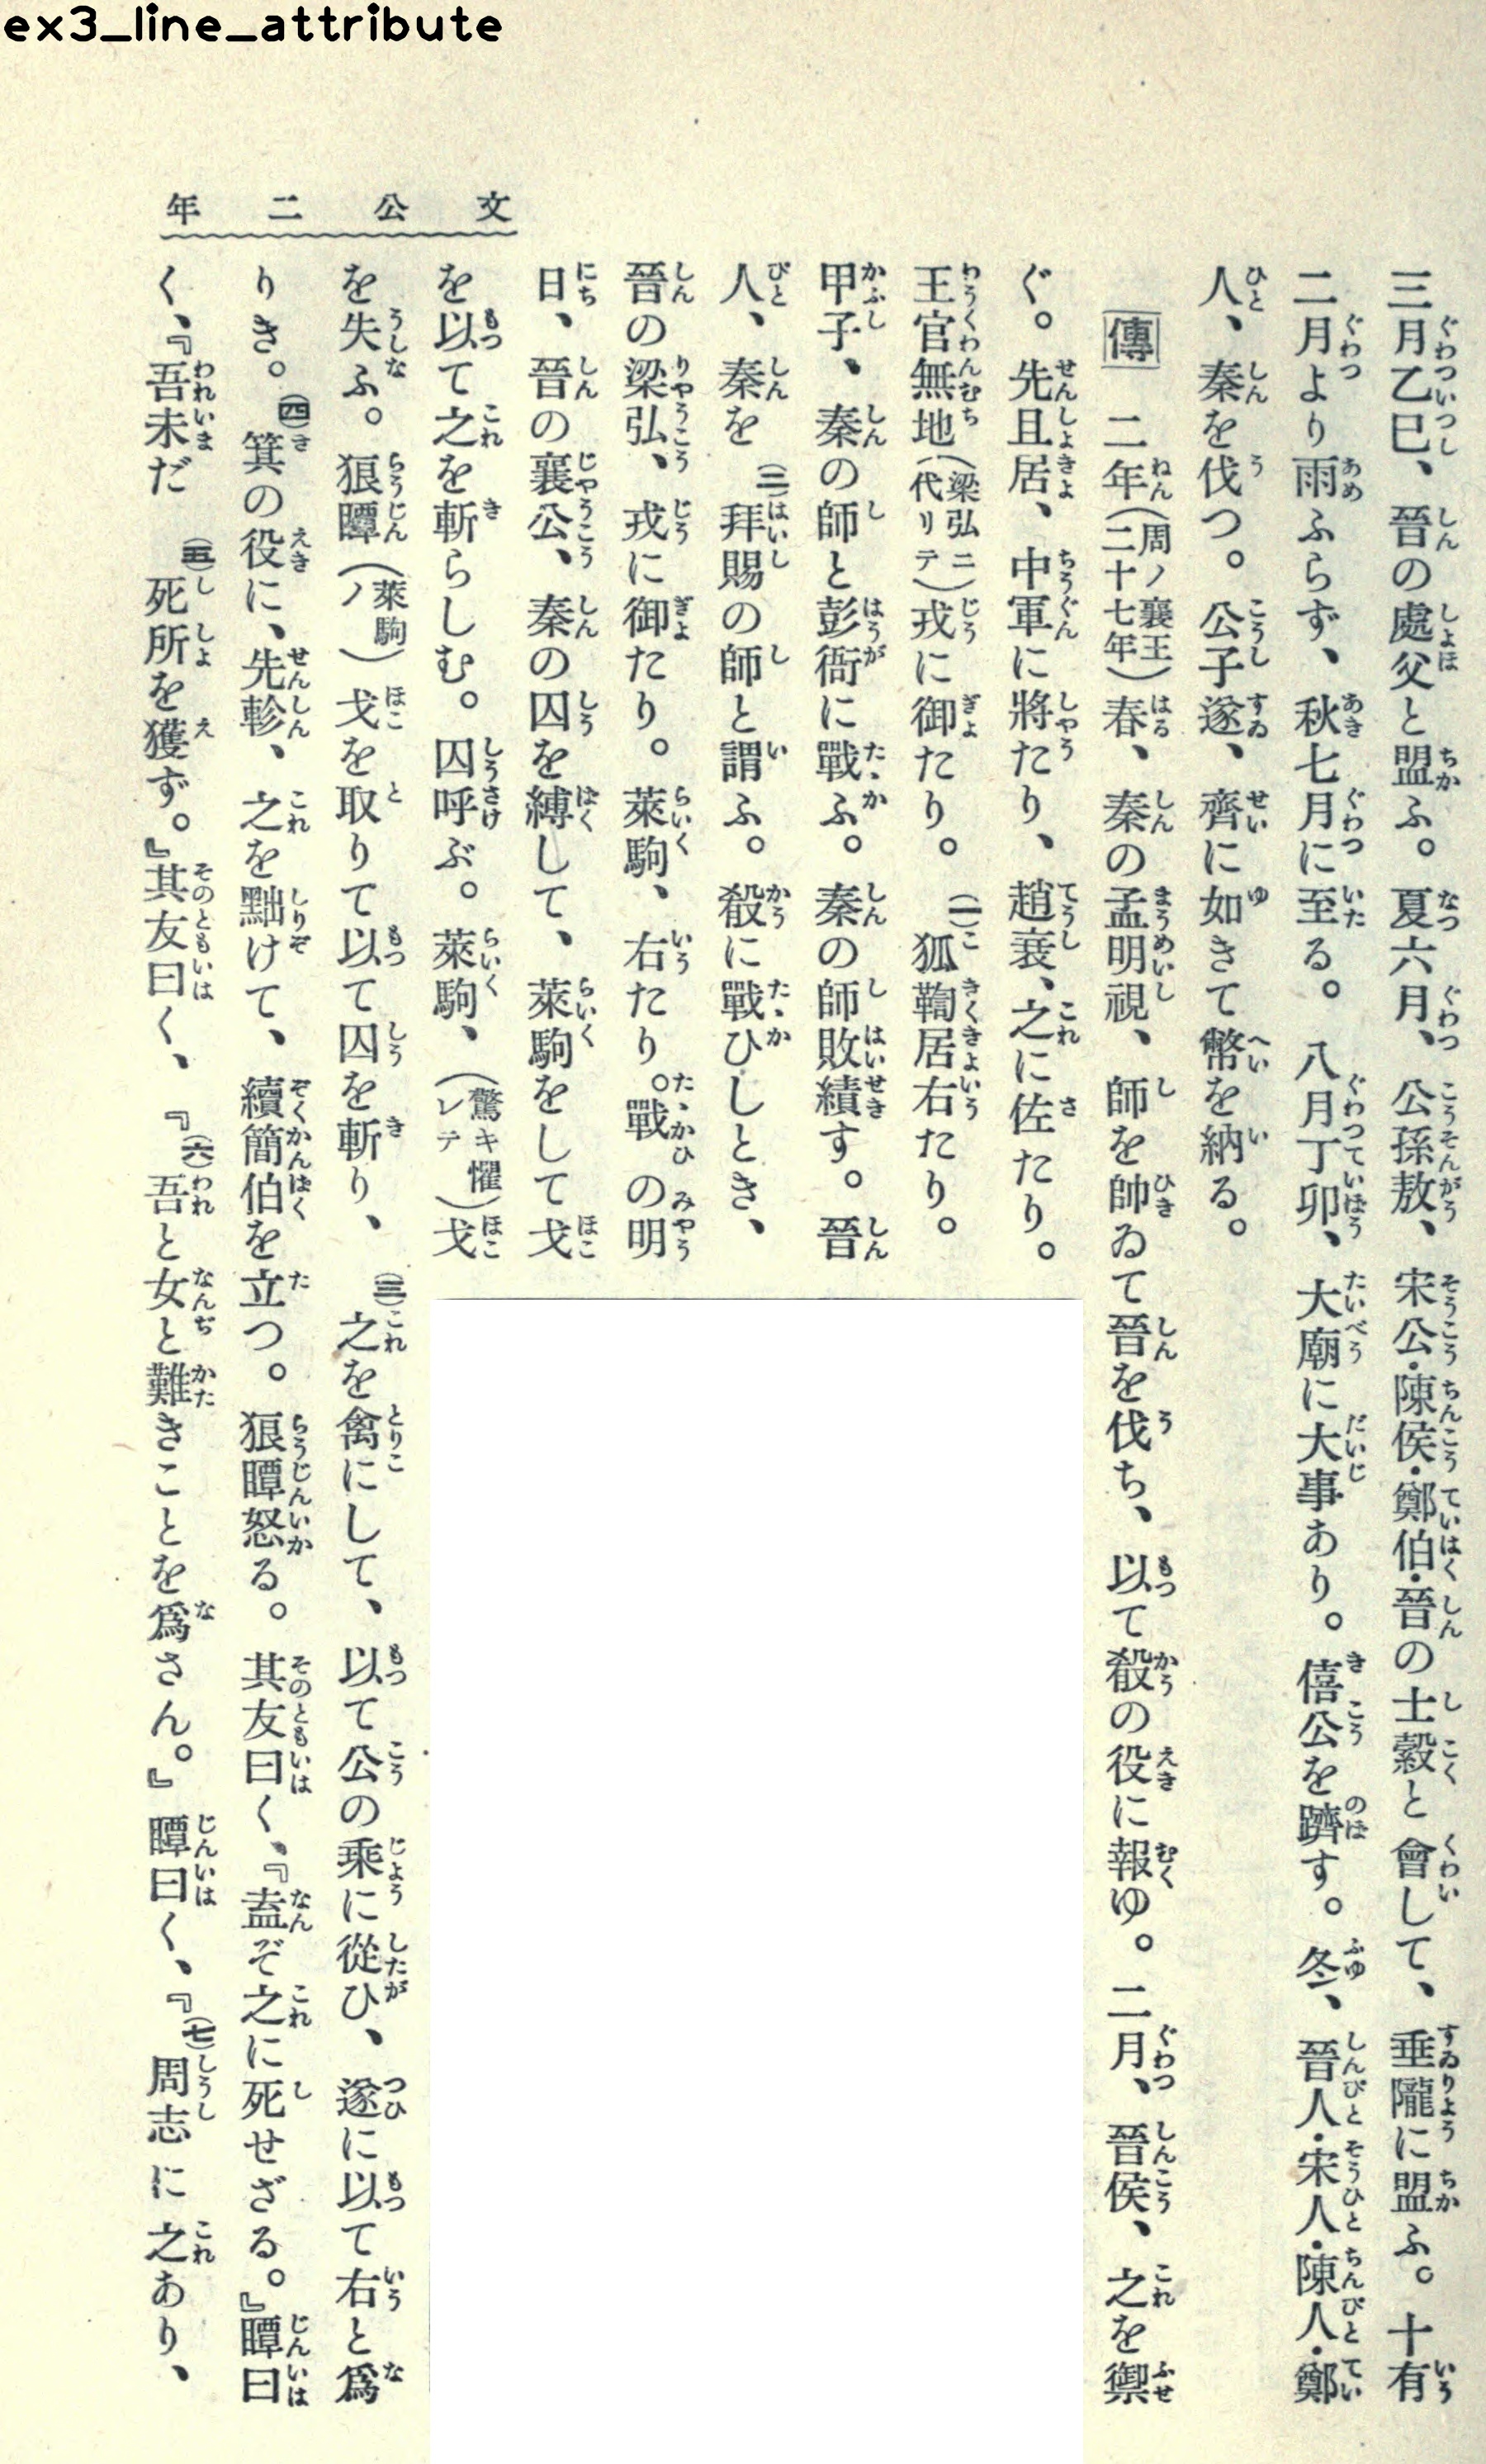 ex3_line_attribute
文公二年
三月乙巳、晉の處父と盟ふ。夏六月、公孫敖、宋公・陳侯・鄭伯・晉の士縠と會して、垂隴に盟ふ。十有
二月より雨ふらず、秋七月に至る。八月丁卯、大廟に大事あり。僖公を躋す。冬、晉人・宋人・陳人・鄭
人、秦を伐つ。公子遂、齊に如きて幣を納る。
傳 二年(周ノ襄王二十七年)春、秦の孟明視、師を帥ゐて晉を伐ち、以て殽の役に報ゆ。二月、晉侯、之を禦
ぐ。先且居、中軍に將たり、趙衰、之に佐たり。
王官無地(梁弘ニ代リテ)戎に御たり。(一)狐鞫居右たり。
甲子、秦の師と彭衙に戰ふ。秦の師敗績す。晉
人、秦を(二)拜賜の師と謂ふ。殽に戰ひしとき、
晉の梁弘、戎に御たり。萊駒、右たり。戰の明
日、晉の襄公、秦の囚を縛して、萊駒をして戈
を以て之を斬らしむ。囚呼ぶ。萊駒、(驚キ懼レテ)戈
を失ふ。狼瞫(萊駒ノ)戈を取りて以て囚を斬り、(三)之を禽にして、以て公の乘に從ひ、遂に以て右と爲
りき。(四)箕の役に、先軫、之を黜けて、續簡伯を立つ。狼瞫怒る。其友曰く、『盍ぞ之に死せざる。』瞫曰
く、『吾未だ(五)死所を獲ず。』其友曰く、『(六)吾と女と難きことを爲さん。』瞫曰く、『(七)周志に之あり、